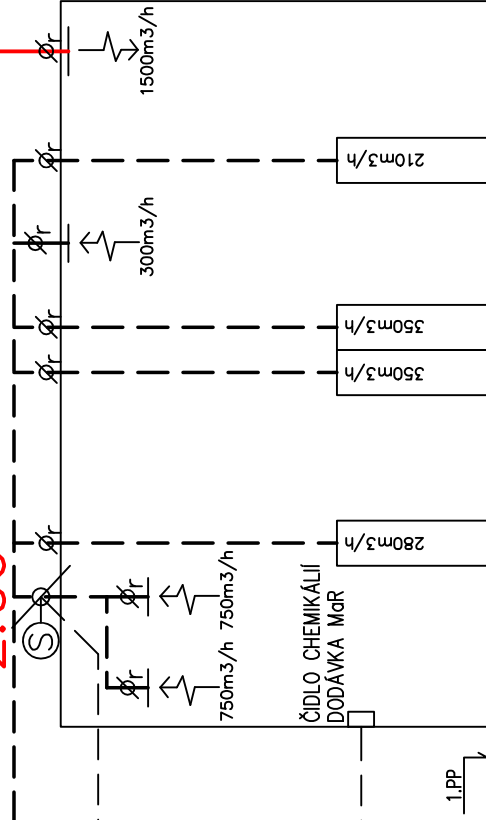 r
1500m3/h
r
210m3/h
r
300m3/h
r
350m3/h
r
350m3/h
r
280m3/h
S
r
750m3/h
r
750m3/h
ČIDLO CHEMIKÁLIÍ
DODÁVKA MaR
1.PP